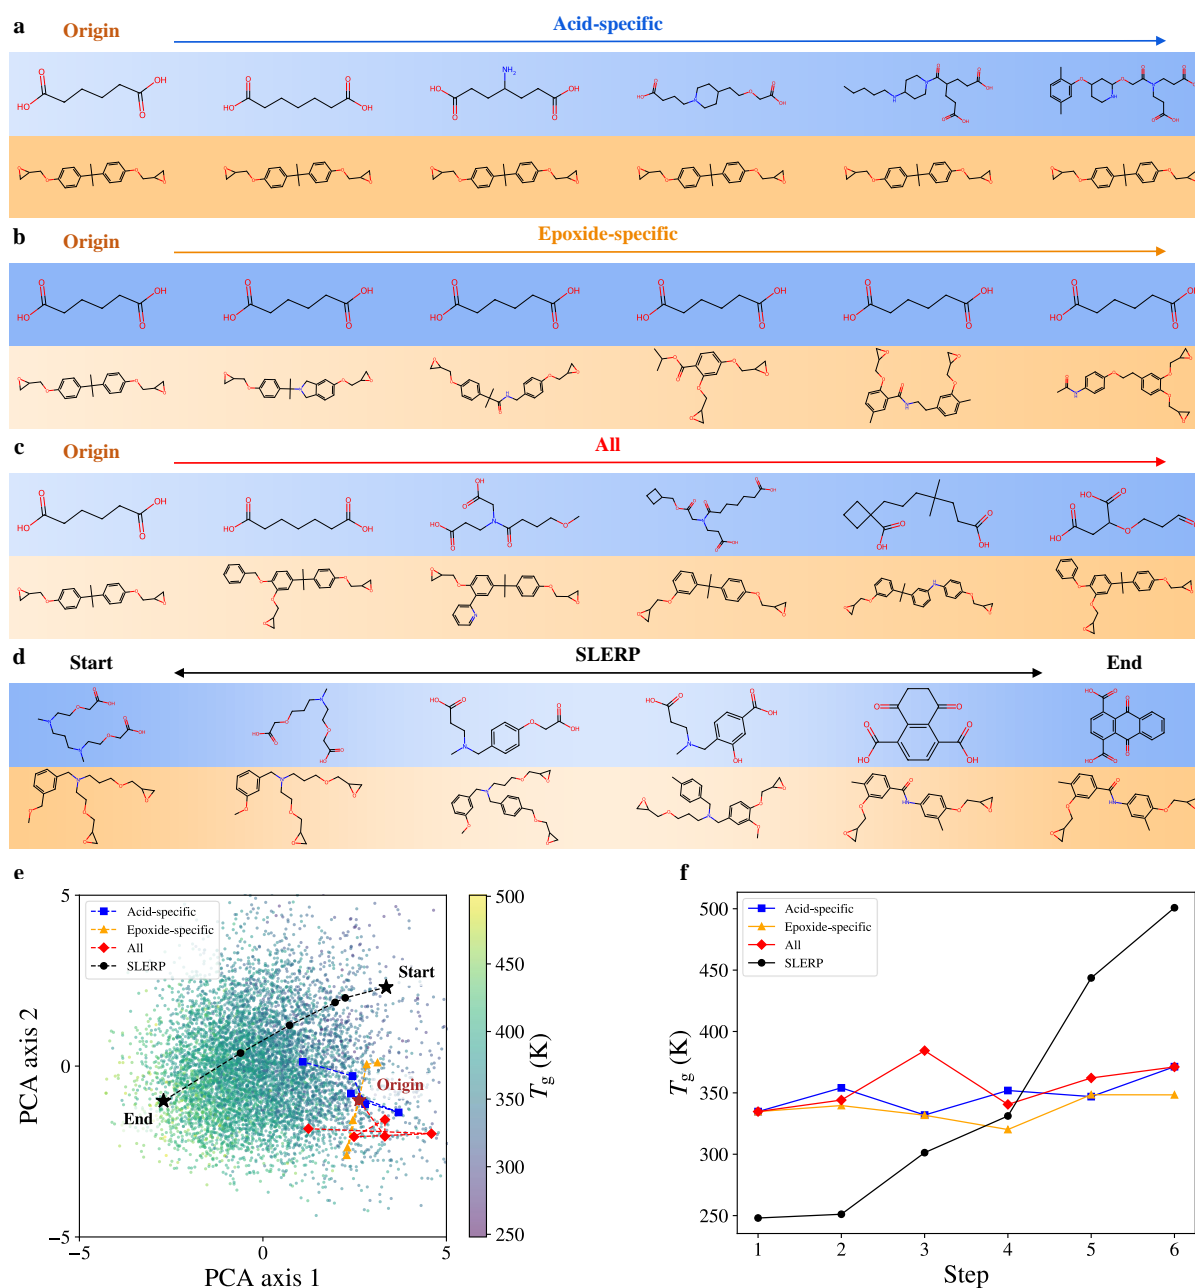 a
Origin
Acid-specific
b
Origin
Epoxide-specific
c
Origin
All
d
Start
SLERP
End
e
Acid-specific
Epoxide-specific
All
SLERP
Start
Origin
End
5
0
−5
−5
0
5
PCA axis 2
PCA axis 1
500
450
400
350
300
250
Tg (K)
f
Acid-specific
Epoxide-specific
All
SLERP
500
450
400
350
300
250
Tg (K)
1
2
3
4
5
6
Step